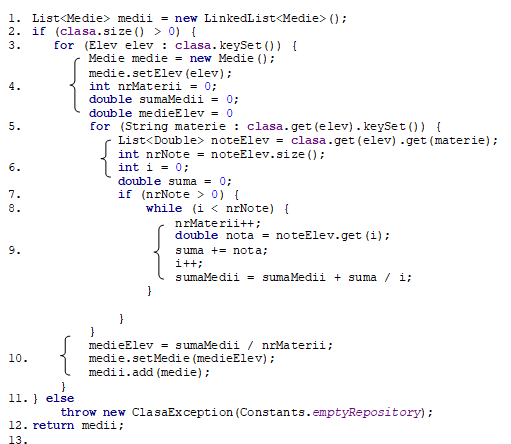 1. List<Medie> medii = new LinkedList<Medie>();
2. if (clasa.size() > 0) {
3. for (Elev elev : clasa.keySet()) {
Medie medie = new Medie();
medie.setElev(elev);
4. int nrMaterii = 0;
double sumaMedii = 0;
double medieElev = 0
5. for (String materie : clasa.get(elev).keySet()) {
List<Double> noteElev = clasa.get(elev).get(materie);
int nrNote = noteElev.size();
6. int i = 0;
double suma = 0;
7. if (nrNote > 0) {
8. while (i < nrNote) {
nrMaterii++;
double nota = noteElev.get(i);
9. suma += nota;
i++;
sumaMedii = sumaMedii + suma / i;
}
}
}
medieElev = sumaMedii / nrMaterii;
10. medie.setMedie(medieElev);
medii.add(medie);
}
11. } else
throw new ClasaException(Constants.emptyRepository);
12. return medii;
13.